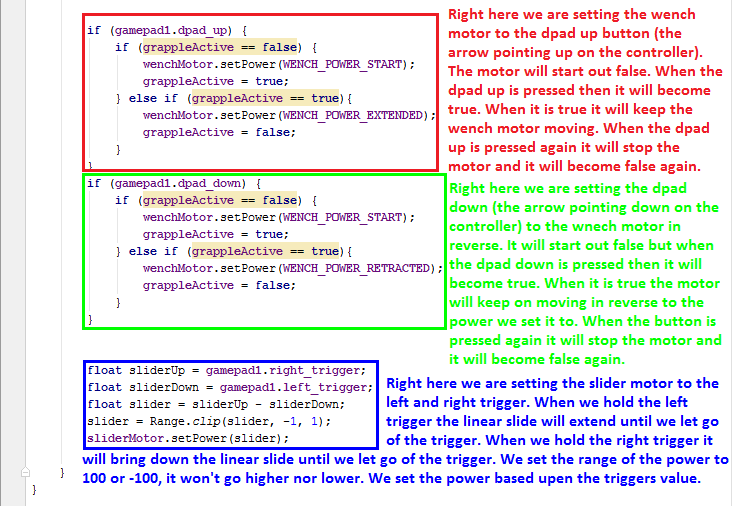 if (gamepad1.dpad_up) {
if (grappleActive == false) {
wenchMotor.setPower(WENCH_POWER_START);
grappleActive = true;
} else if (grappleActive == true){
wenchMotor.setPower(WENCH_POWER_EXTENDED);
grappleActive = false;
}
}
Right here we are setting the wench
motor to the dpad up button (the
arrow pointing up on the controller).
The motor will start out false. When the
dpad up is pressed then it will become
true. When it is true it will keep the
wench motor moving. When the dpad
up is pressed again it will stop the
motor and it will become false again.
if (gamepad1.dpad_down) {
if (grappleActive == false) {
wenchMotor.setPower(WENCH_POWER_START);
grappleActive = true;
} else if (grappleActive == true){
wenchMotor.setPower(WENCH_POWER_RETRACTED);
grappleActive = false;
}
}
Right here we are setting the dpad
down (the arrow pointing down on the
controller) to the wnech motor in
reverse. It will start out false but when
the dpad down is pressed then it will
become true. When it is true the motor
will keep on moving in reverse to the
power we set it to. When the button is
pressed again it will stop the motor and
it will become false again.
float sliderUp = gamepad1.right_trigger;
float sliderDown = gamepad1.left_trigger;
float slider = sliderUp - sliderDown;
slider = Range.clip(slider, -1, 1);
sliderMotor.setPower(slider);
Right here we are setting the slider motor to the
left and right trigger. When we hold the left
trigger the linear slide will extend until we let go
of the trigger. When we hold the right trigger it
will bring down the linear slide until we let go of the trigger. We set the range of the power to
100 or -100, it won't go higher nor lower. We set the power based upen the triggers value.
}
}